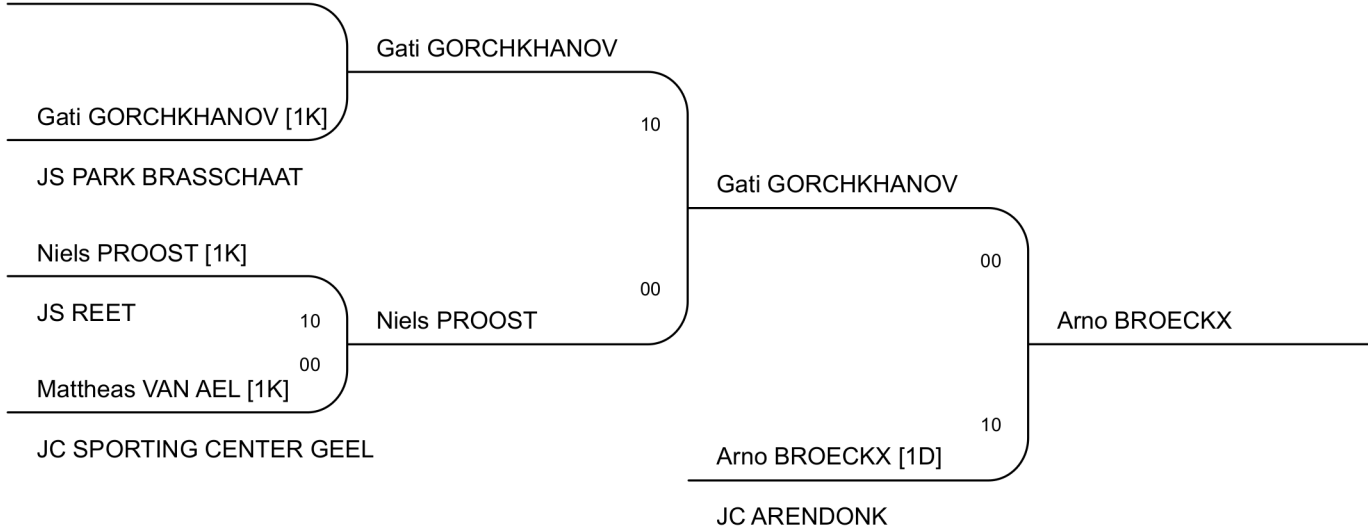 Gati GORCHKHANOV
Gati GORCHKHANOV [1K]
10
JS PARK BRASSCHAAT
Gati GORCHKHANOV
Niels PROOST [1K]
00
00
JS REET
10
Niels PROOST
Arno BROECKX
00
Mattheas VAN AEL [1K]
10
JC SPORTING CENTER GEEL
Arno BROECKX [1D]
JC ARENDONK